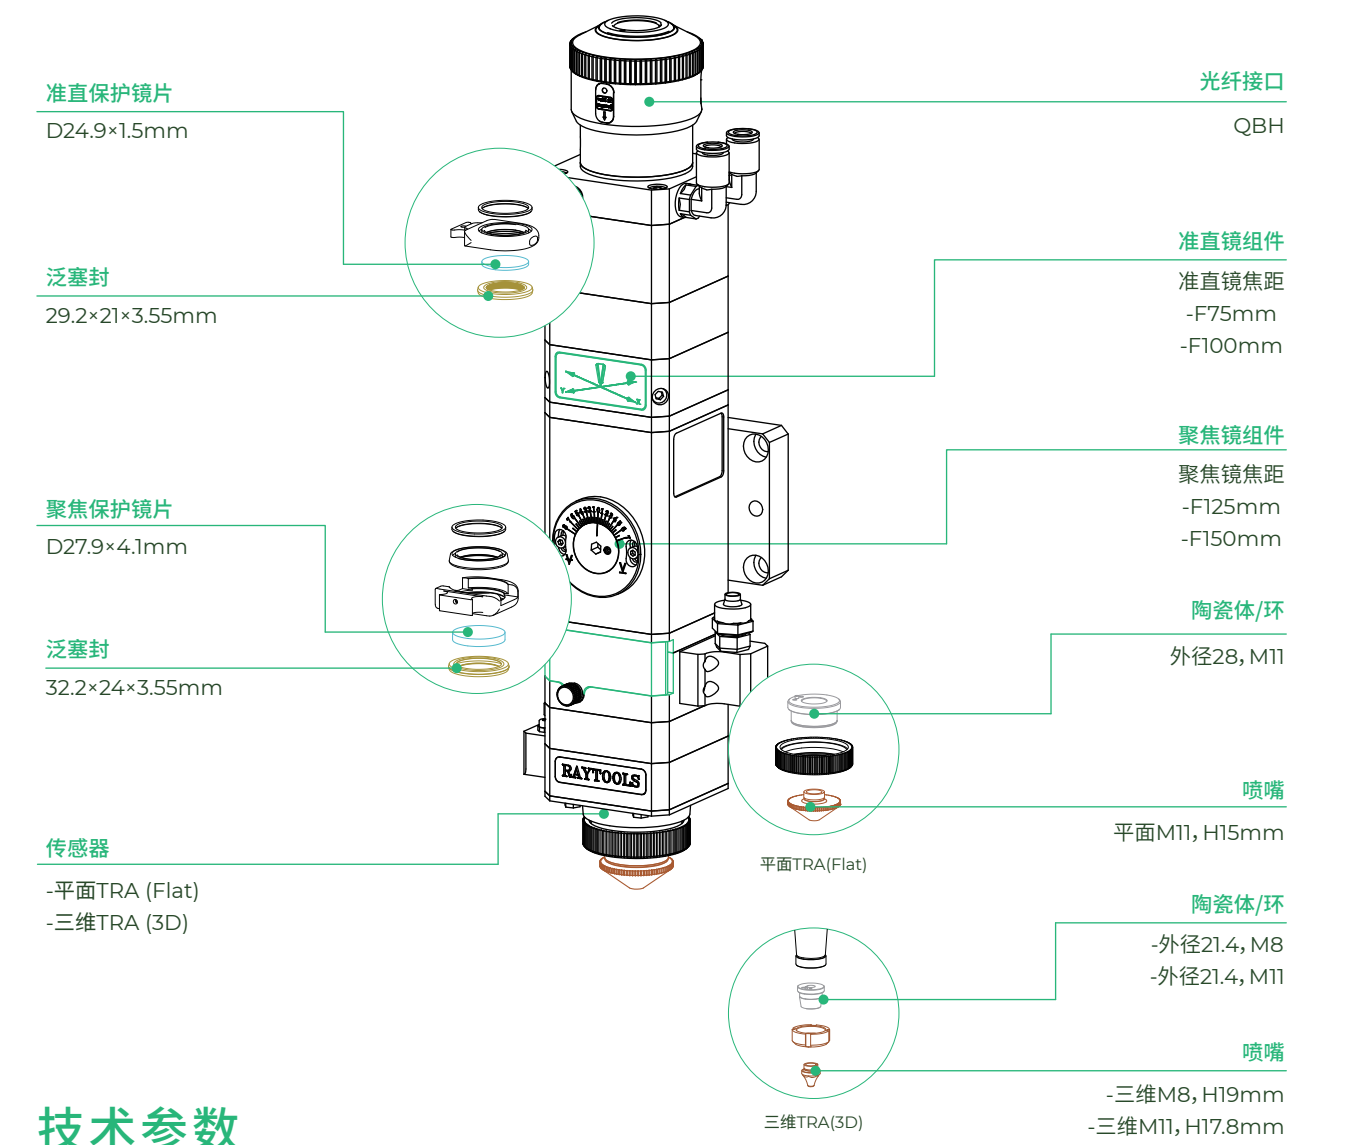 准直保护镜片
D24.9×1.5mm
泛塞封
29.2×21×3.55mm
聚焦保护镜片
D27.9×4.1mm
泛塞封
32.2×24×3.55mm
传感器
-平面TRA (Flat)
-三维TRA (3D)
RAYTOOLS
Y
X
光纤接口
QBH
准直镜组件
准直镜焦距
-F75mm
-F100mm
聚焦镜组件
聚焦镜焦距
-F125mm
-F150mm
陶瓷体/环
外径28, M11
喷嘴
平面M11, H15mm
平面TRA(Flat)
陶瓷体/环
-外径21.4, M8
-外径21.4, M11
喷嘴
-三维M8, H19mm
-三维M11, H17.8mm
三维TRA(3D)
技术参数